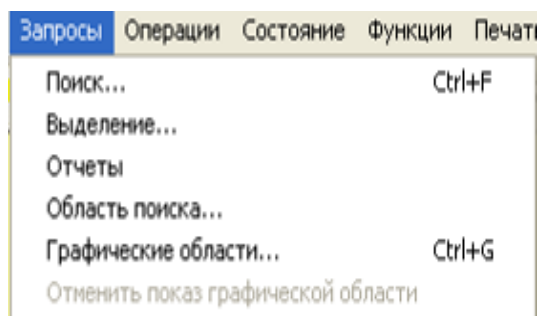 Запросы Операции Состояние Функции Печать
Поиск... Ctrl+F
Выделение...
Отчеты
Область поиска...
Графические области... Ctrl+G
Отменить показ графической области